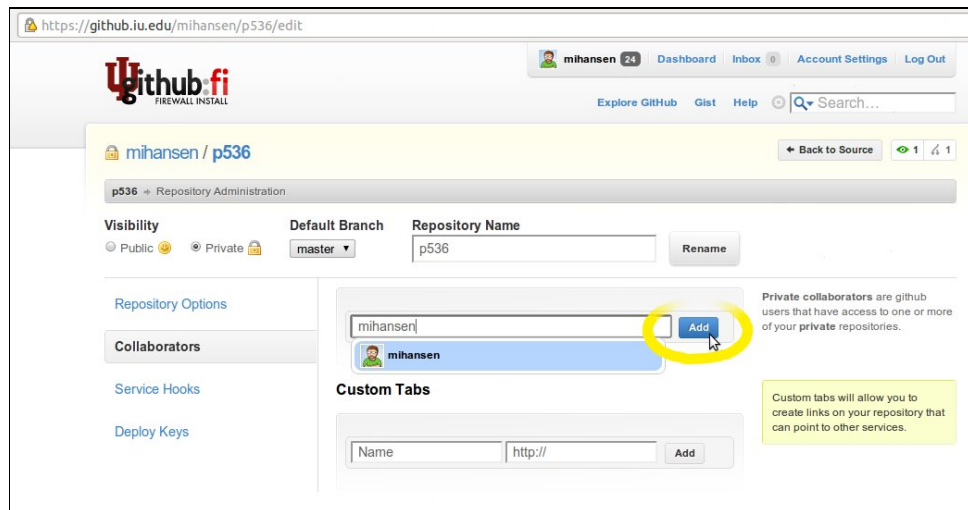 https://github.iu.edu/mihansen/p536/edit
github:fi
FIREWALL INSTALL
mihansen 24 Dashboard Inbox 0 Account Settings Log Out
Explore GitHub Gist Help Search...
mihansen / p536
Back to Source 1 1
p536 Repository Administration
Visibility Default Branch Repository Name
Public Private master p536 Rename
Repository Options
Collaborators
Service Hooks
Deploy Keys
mihansen Add
mihansen
Private collaborators are github
users that have access to one or more
of your private repositories.
Custom Tabs
Name http:// Add
Custom tabs will allow you to
create links on your repository that
can point to other services.